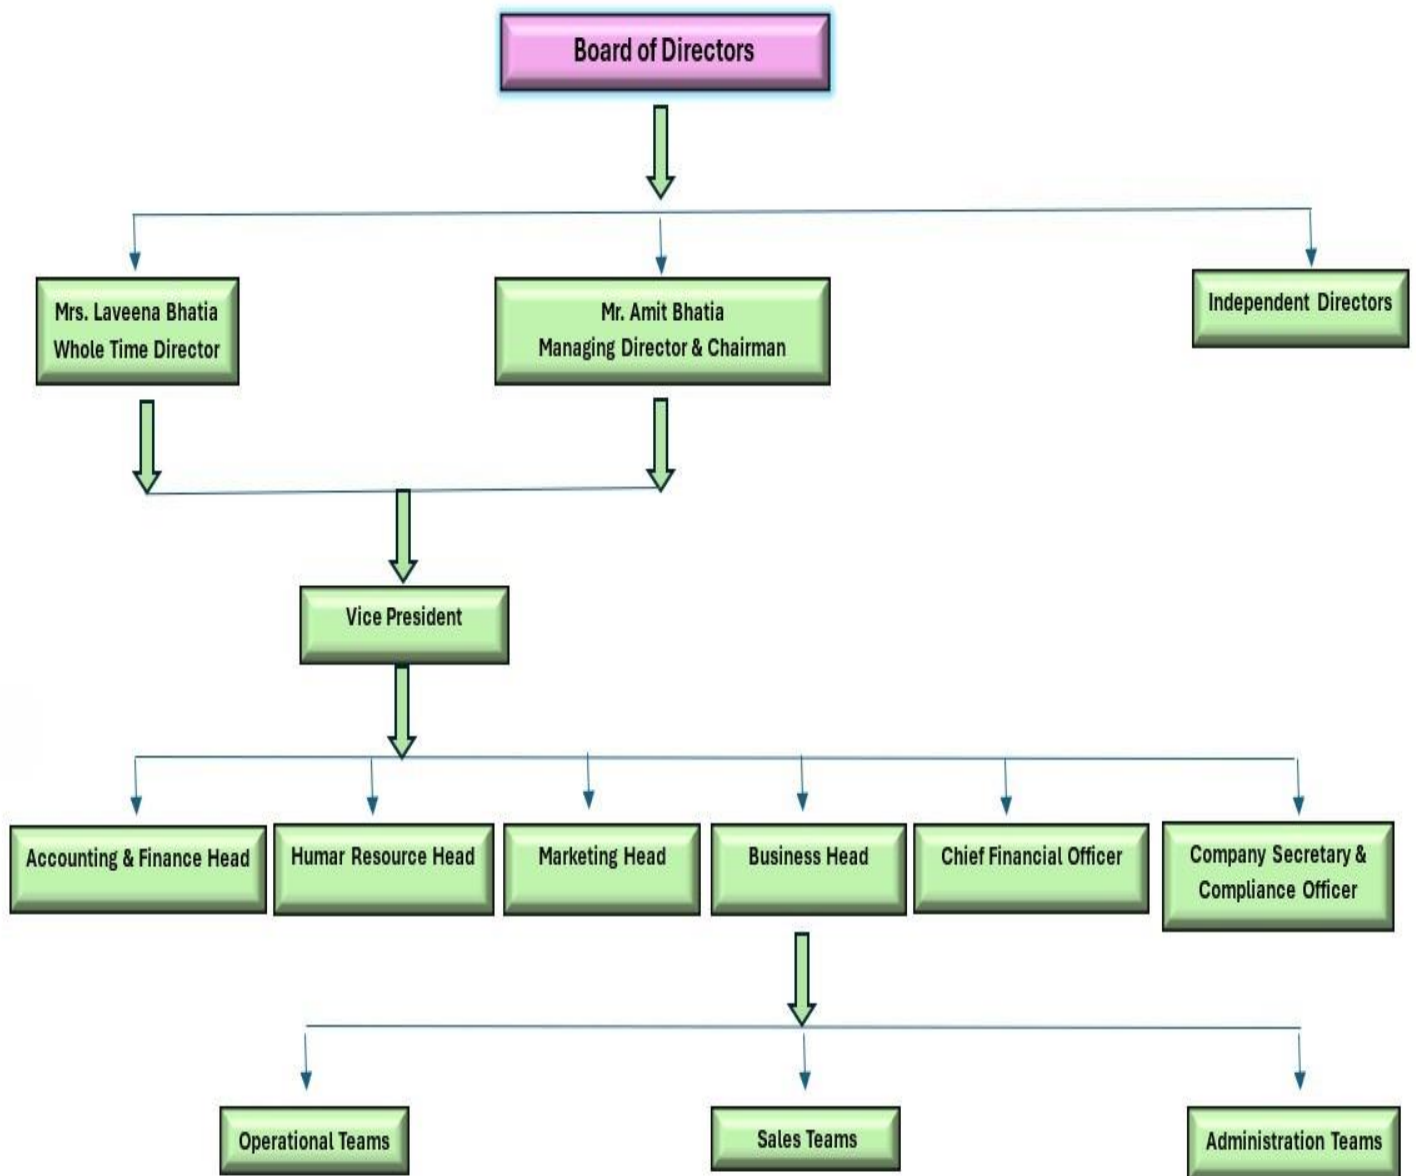 Board of Directors
Mrs. Laveena Bhatia
Whole Time Director
Mr. Amit Bhatia
Managing Director & Chairman
Independent Directors
Vice President
Accounting & Finance Head
Humar Resource Head
Marketing Head
Business Head
Chief Financial Officer
Company Secretary &
Compliance Officer
Operational Teams
Sales Teams
Administration Teams